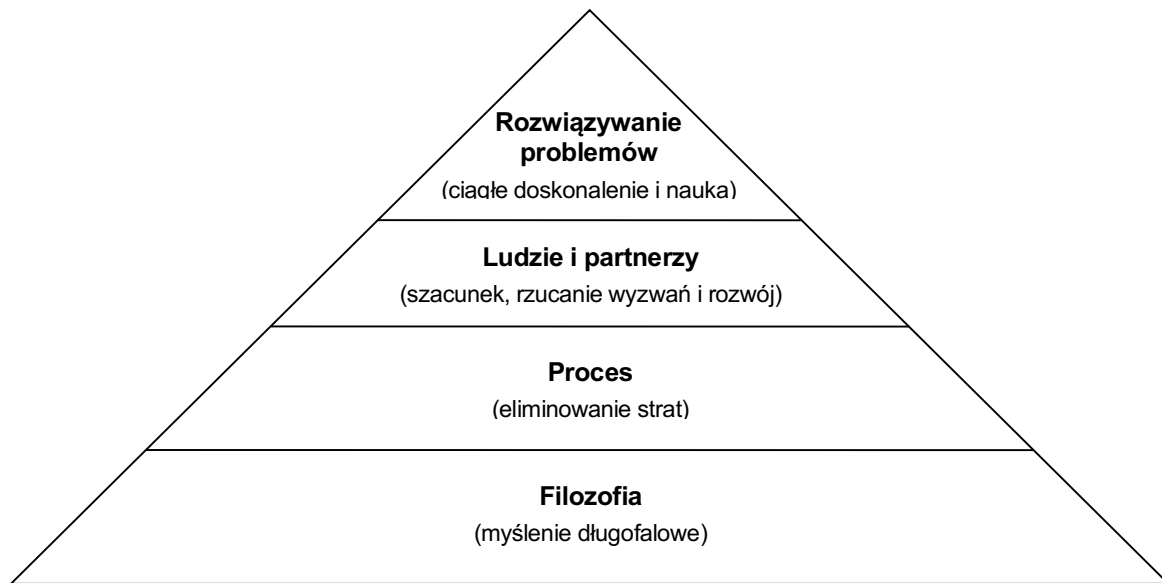 Rozwiązywanie
problemów
(ciągłe doskonalenie i nauka)
Ludzie i partnerzy
(szacunek, rzucanie wyzwań i rozwój)
Proces
(eliminowanie strat)
Filozofia
(myślenie długofalowe)